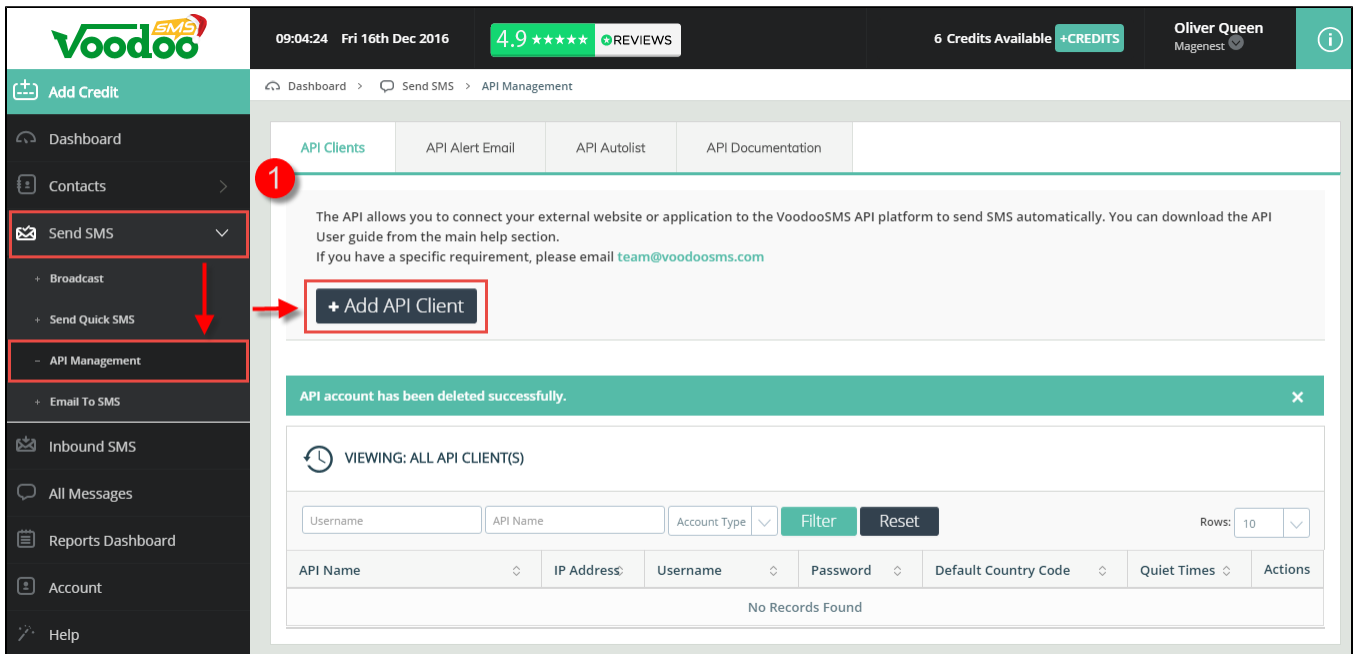 Voodoo SMS
09:04:24 Fri 16th Dec 2016
4.9 ★★★★★ REVIEWS
6 Credits Available +CREDITS
Oliver Queen
Magenest
i
Add Credit
Dashboard
Contacts
Send SMS
+ Broadcast
+ Send Quick SMS
− API Management
+ Email To SMS
Inbound SMS
All Messages
Reports Dashboard
Account
Help
Dashboard > Send SMS > API Management
API Clients API Alert Email API Autolist API Documentation
1
The API allows you to connect your external website or application to the VoodooSMS API platform to send SMS automatically. You can download the API
User guide from the main help section.
If you have a specific requirement, please email team@voodoosms.com
+ Add API Client
API account has been deleted successfully. ×
VIEWING: ALL API CLIENT(S)
Username API Name Account Type Filter Reset Rows: 10
API Name IP Address Username Password Default Country Code Quiet Times Actions
No Records Found